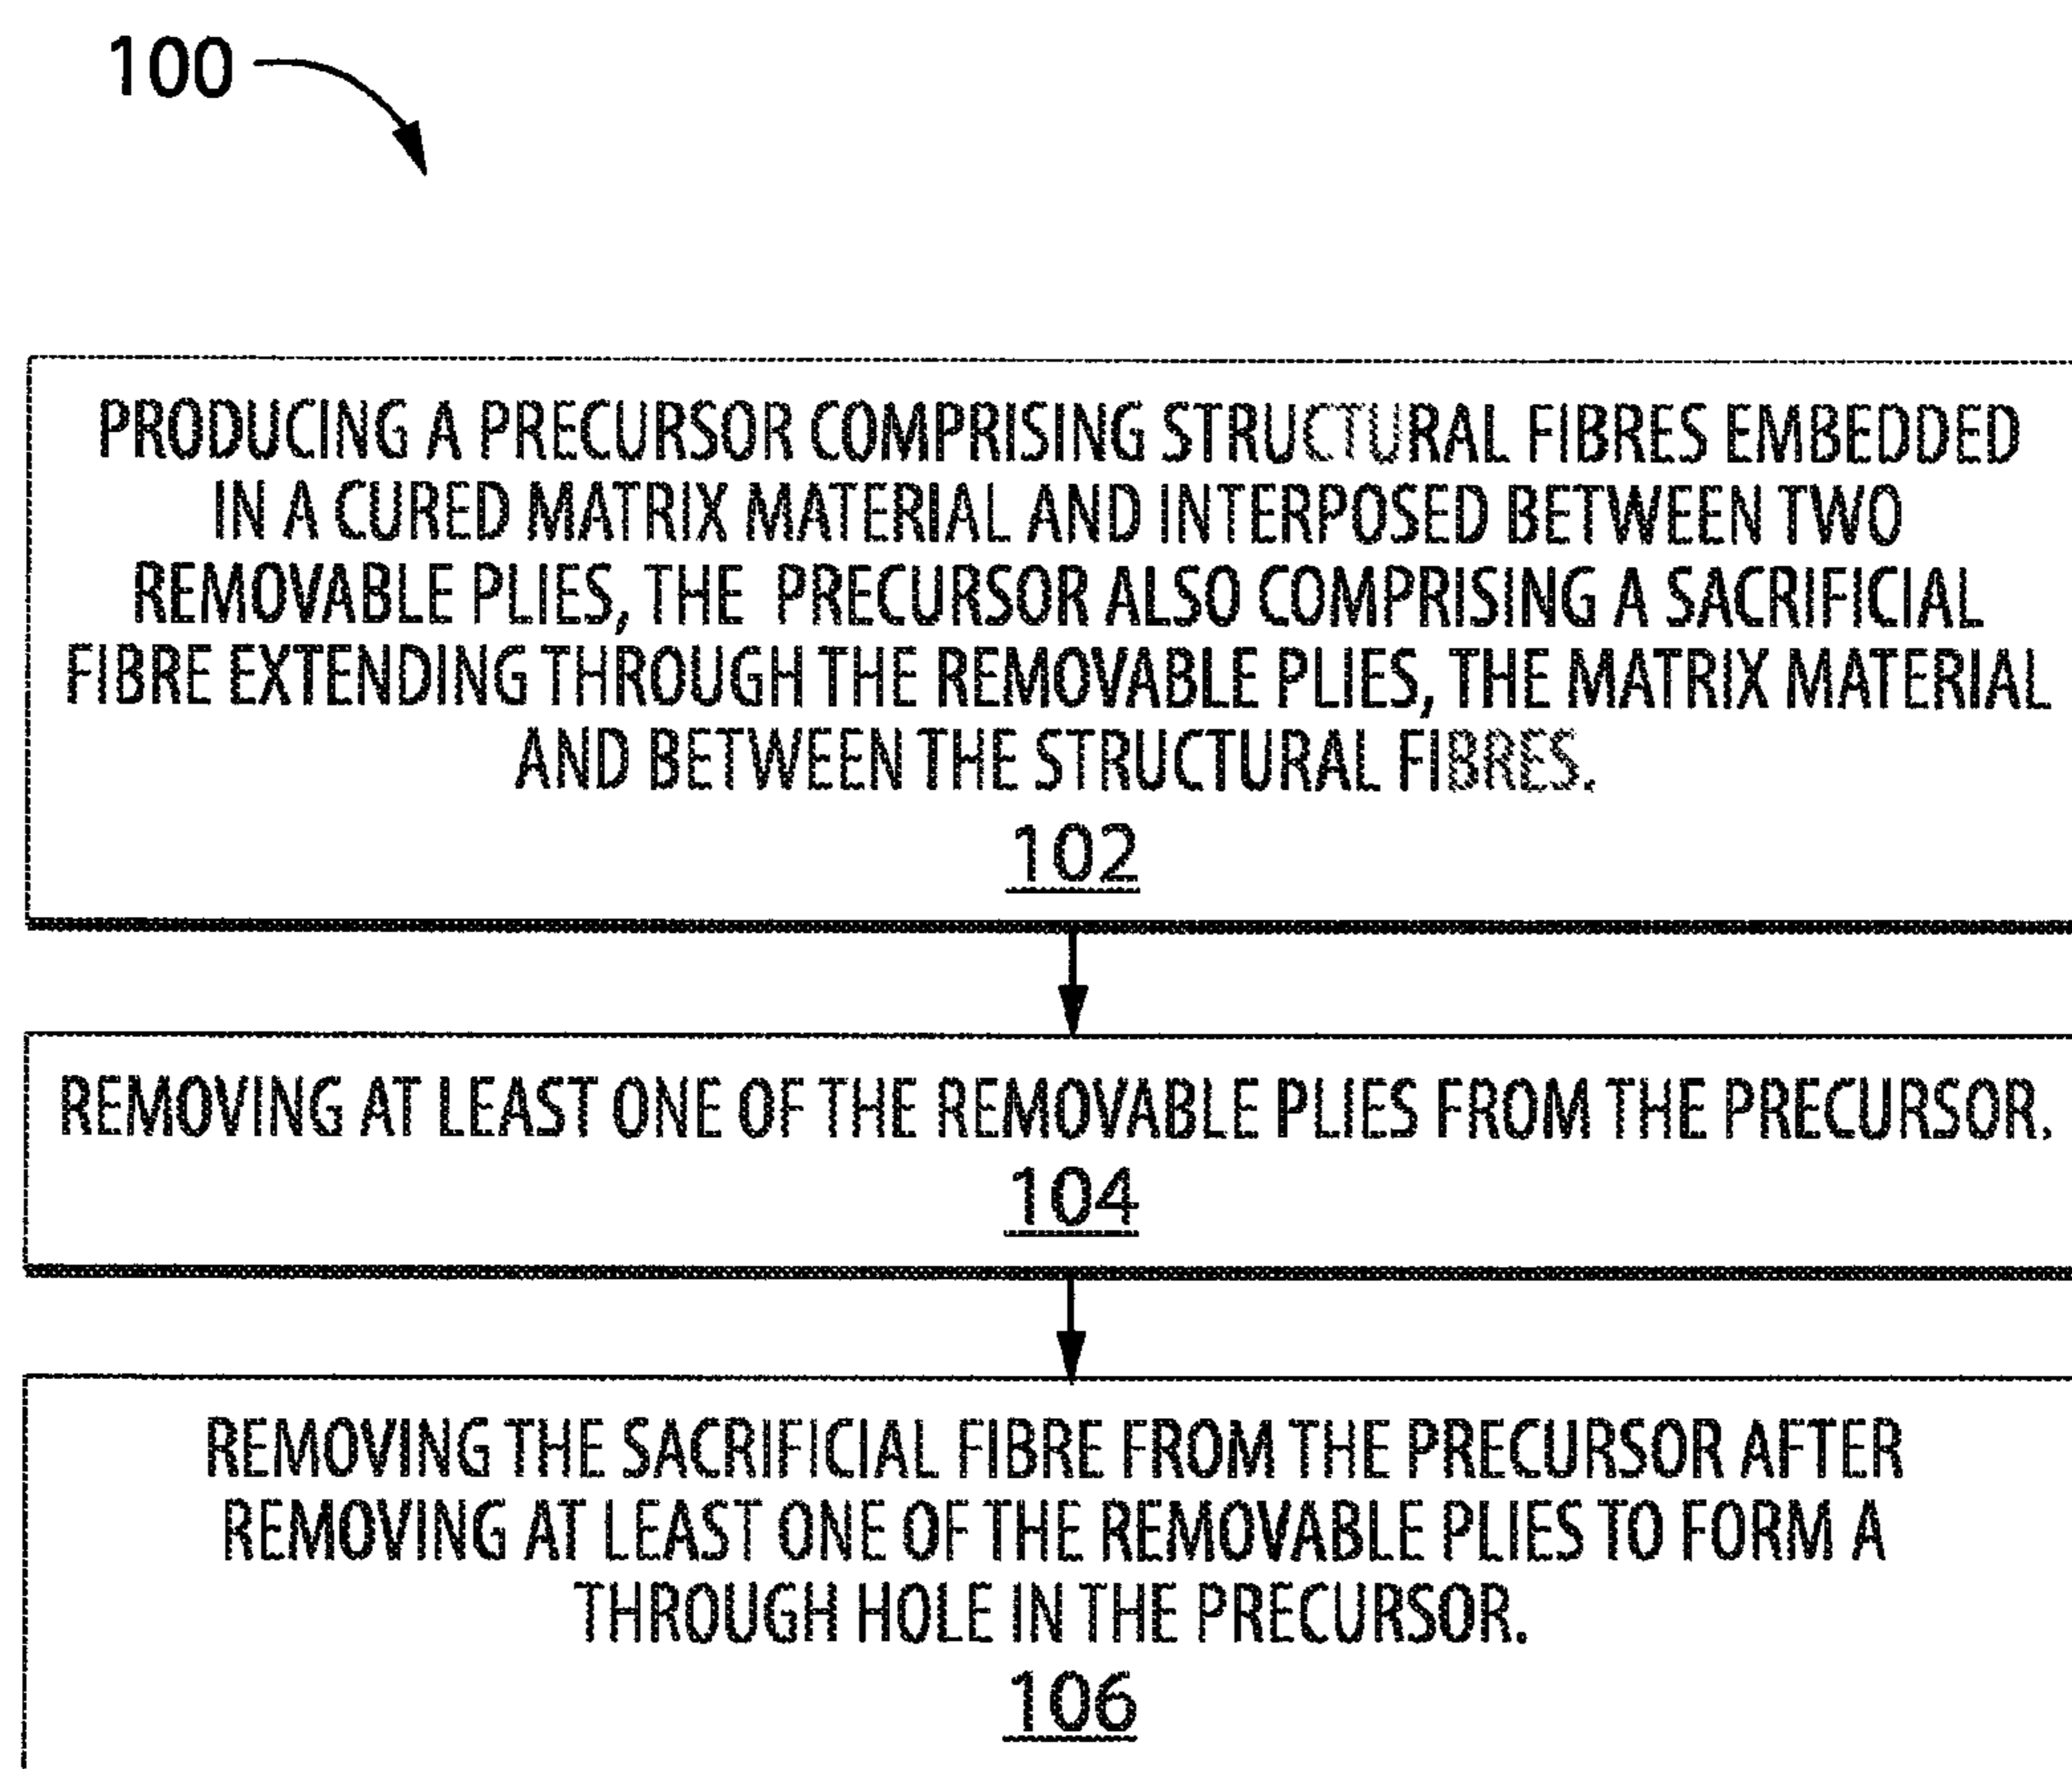 100
PRODUCING A PRECURSOR COMPRISING STRUCTURAL FIBRES EMBEDDED
IN A CURED MATRIX MATERIAL AND INTERPOSED BETWEEN TWO
REMOVABLE PLIES, THE PRECURSOR ALSO COMPRISING A SACRIFICIAL
FIBRE EXTENDING THROUGH THE REMOVABLE PLIES, THE MATRIX MATERIAL
AND BETWEEN THE STRUCTURAL FIBRES.
102
REMOVING AT LEAST ONE OF THE REMOVABLE PLIES FROM THE PRECURSOR.
104
REMOVING THE SACRIFICIAL FIBRE FROM THE PRECURSOR AFTER
REMOVING AT LEAST ONE OF THE REMOVABLE PLIES TO FORM A
THROUGH HOLE IN THE PRECURSOR.
106